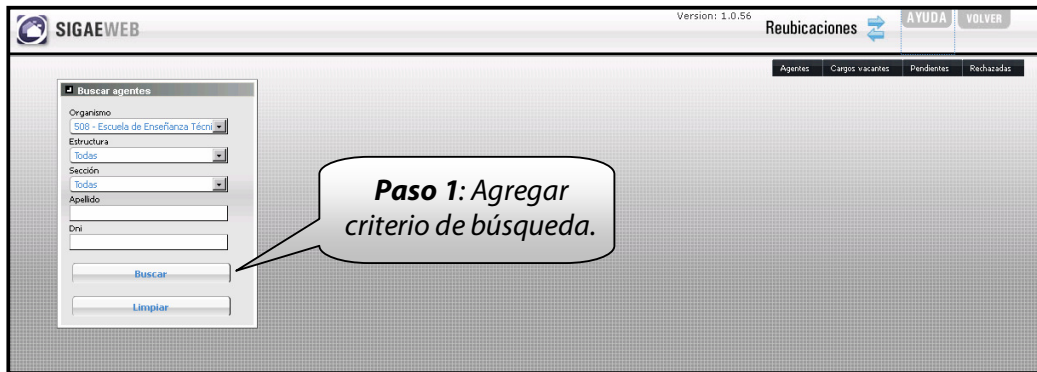 SIGAEWEB
Version: 1.0.56
Reubicaciones
AYUDA
VOLVER
Agentes
Cargos vacantes
Pendientes
Rechazadas
Buscar agentes
Organismo
508 - Escuela de Enseñanza Técni
Estructura
Todas
Sección
Todas
Apellido
Dni
Buscar
Limpiar
Paso 1: Agregar
criterio de búsqueda.